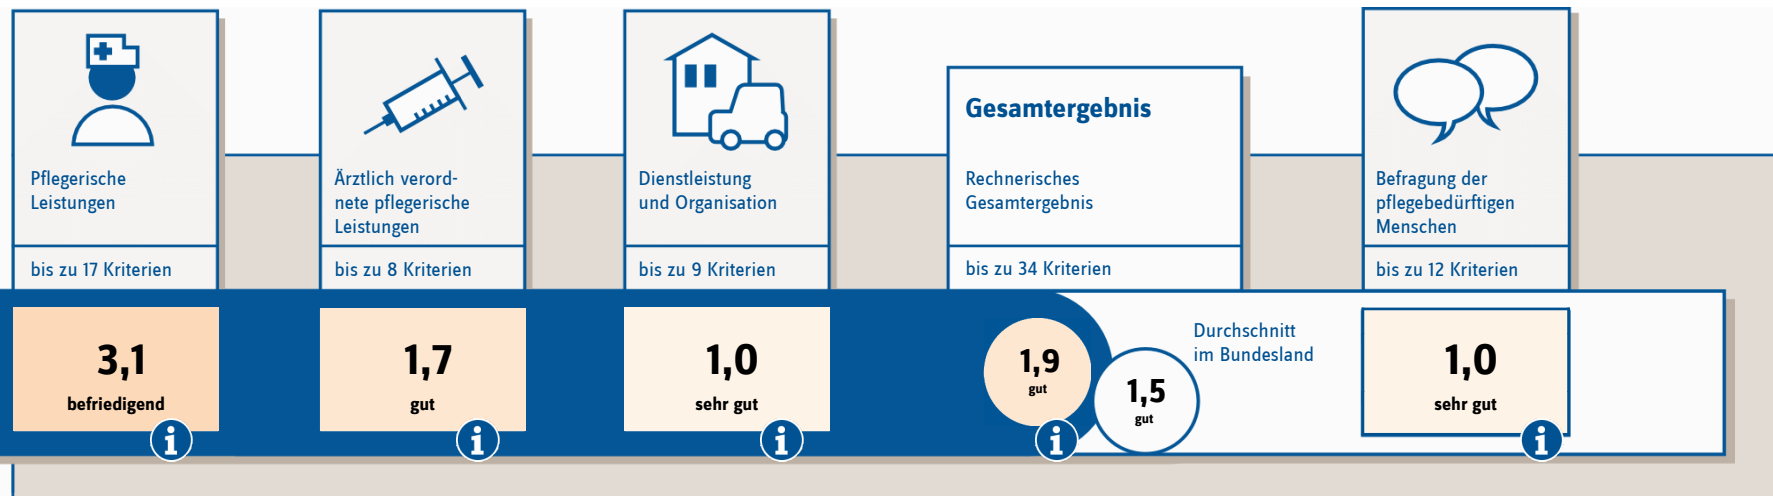 Pflegerische
Leistungen
bis zu 17 Kriterien
3,1
befriedigend
i
Ärztlich verord-
nete pflegerische
Leistungen
bis zu 8 Kriterien
1,7
gut
i
Dienstleistung
und Organisation
bis zu 9 Kriterien
1,0
sehr gut
i
Gesamtergebnis
Rechnerisches
Gesamtergebnis
bis zu 34 Kriterien
1,9
gut
i
1,5
gut
Durchschnitt
im Bundesland
Befragung der
pflegebedürftigen
Menschen
bis zu 12 Kriterien
1,0
sehr gut
i